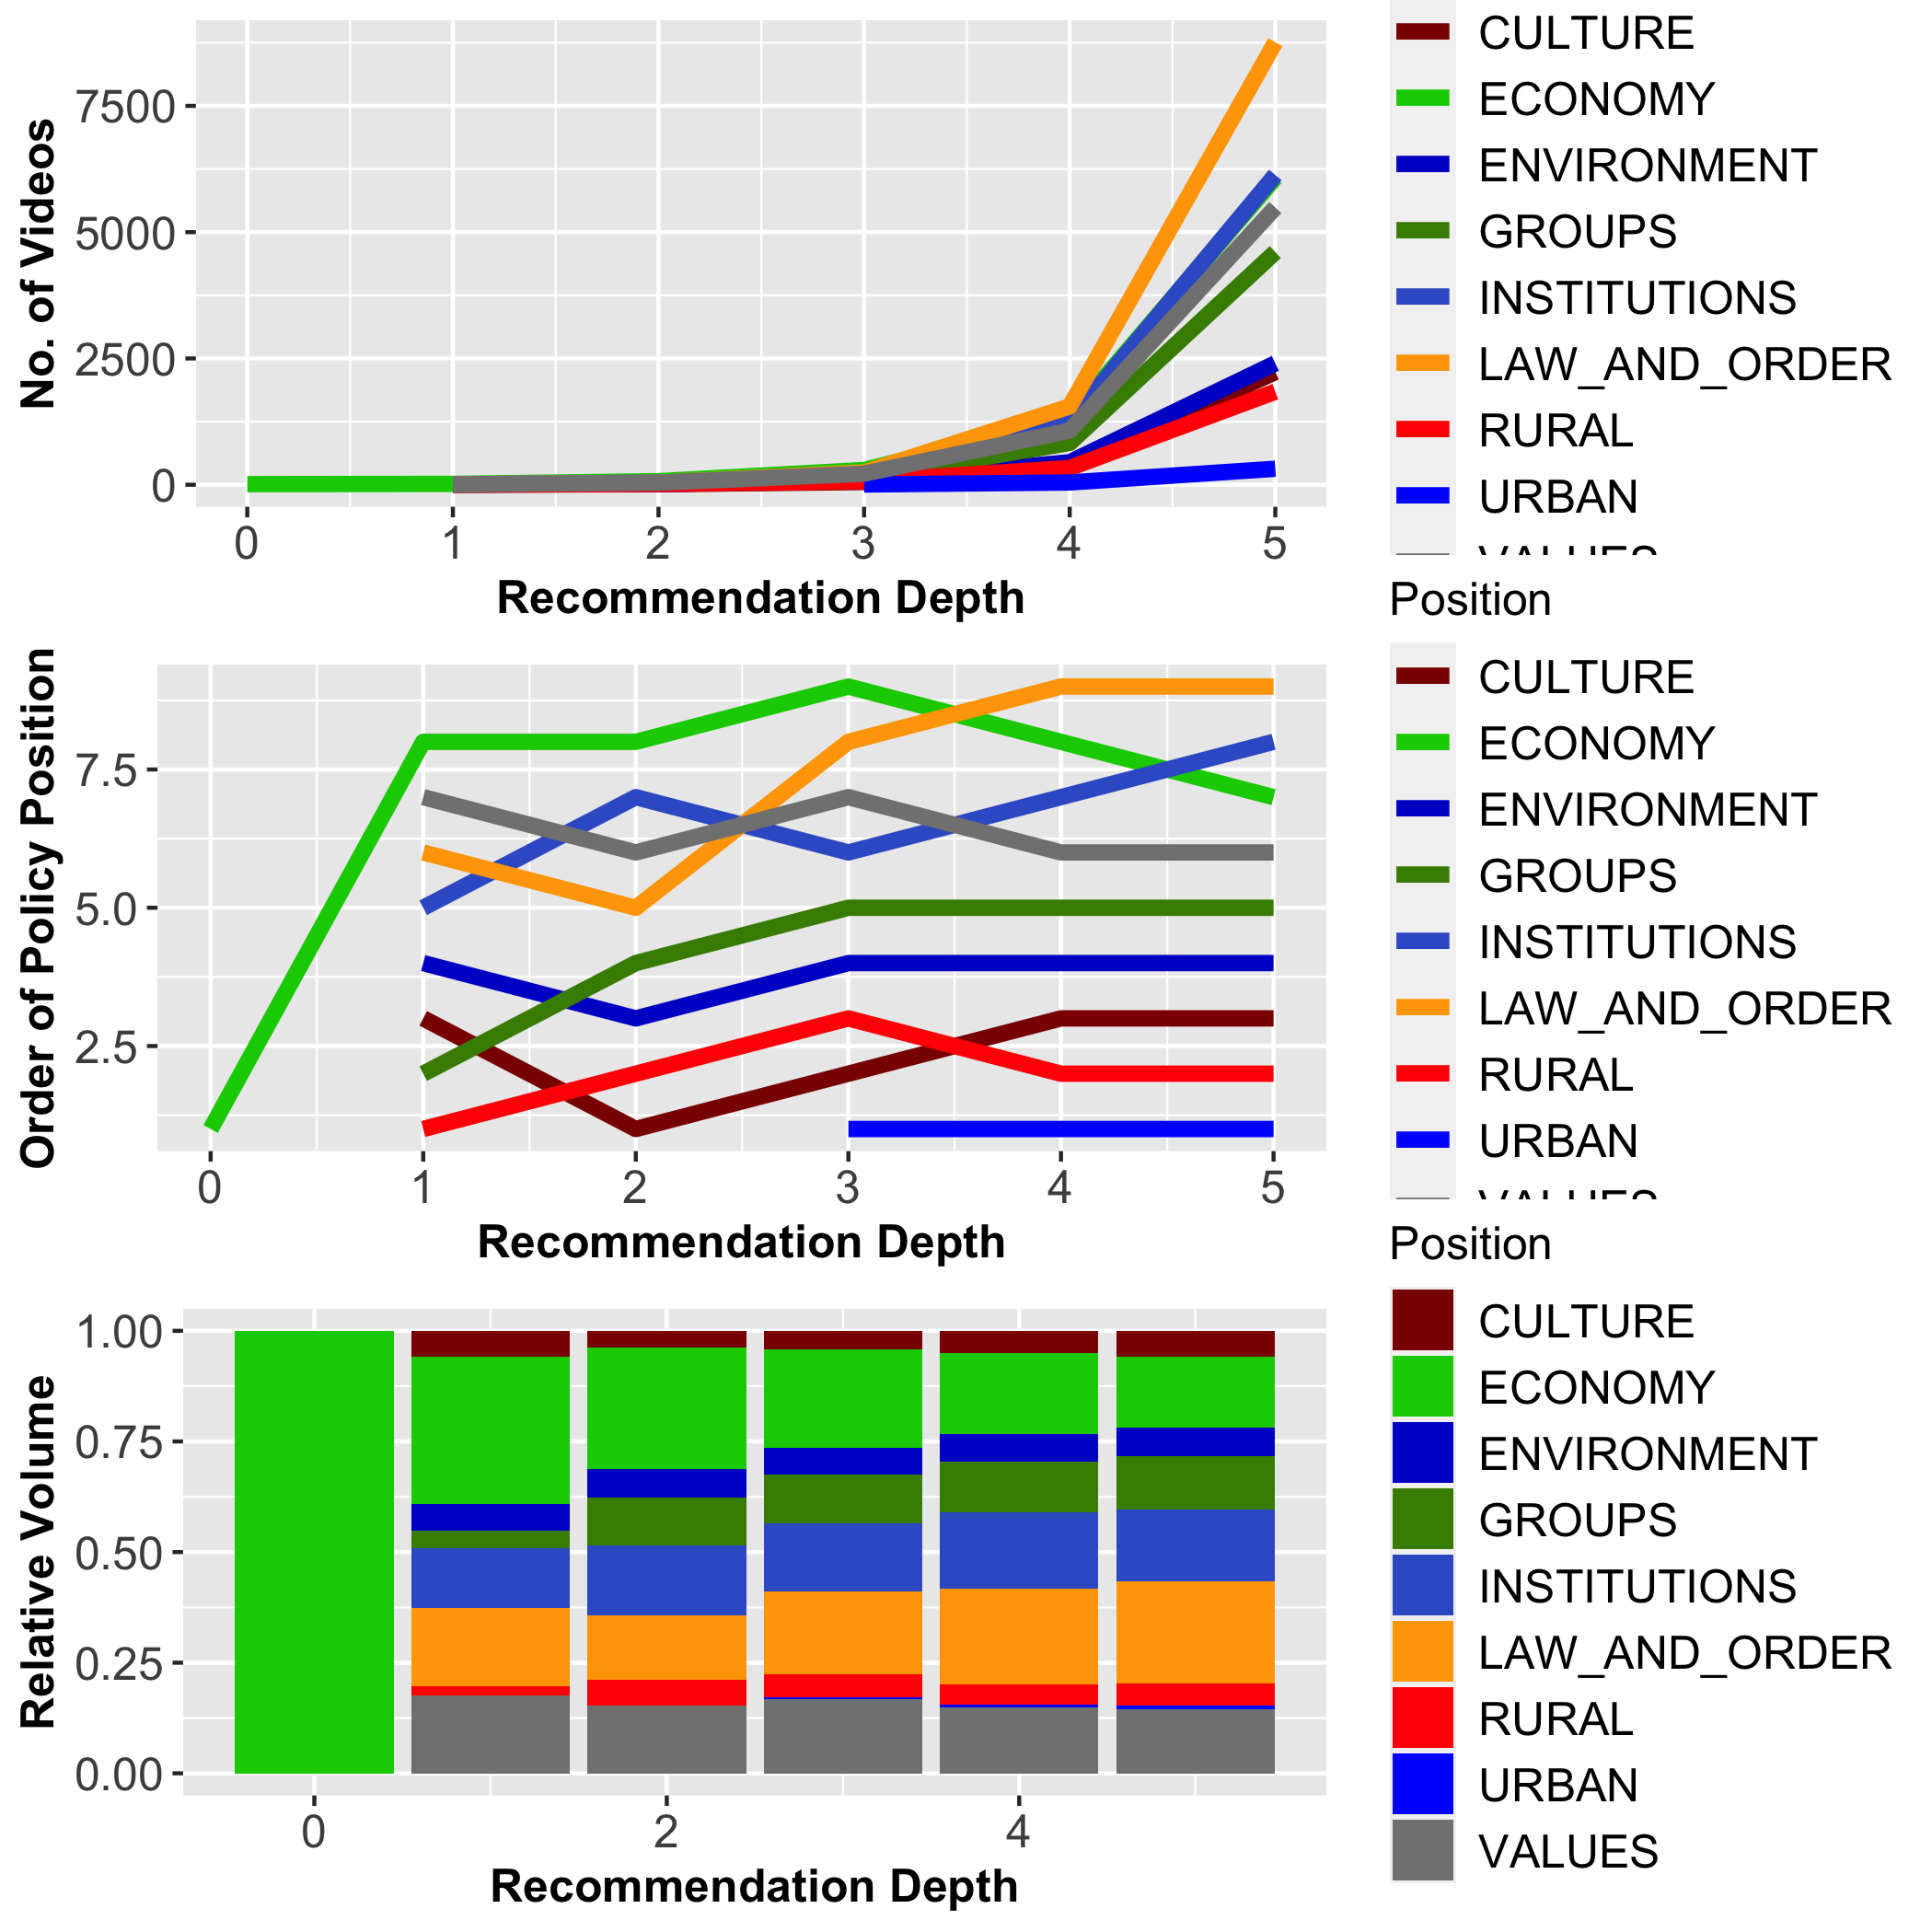 No. of Videos
7500
5000
2500
0
0 1 2 3 4 5
Recommendation Depth
CULTURE
ECONOMY
ENVIRONMENT
GROUPS
INSTITUTIONS
LAW_AND_ORDER
RURAL
URBAN
VALUES
Order of Policy Position
7.5
5.0
2.5
0 1 2 3 4 5
Recommendation Depth
Position
CULTURE
ECONOMY
ENVIRONMENT
GROUPS
INSTITUTIONS
LAW_AND_ORDER
RURAL
URBAN
VALUES
Relative Volume
1.00
0.75
0.50
0.25
0.00
0 2 4
Recommendation Depth
Position
CULTURE
ECONOMY
ENVIRONMENT
GROUPS
INSTITUTIONS
LAW_AND_ORDER
RURAL
URBAN
VALUES